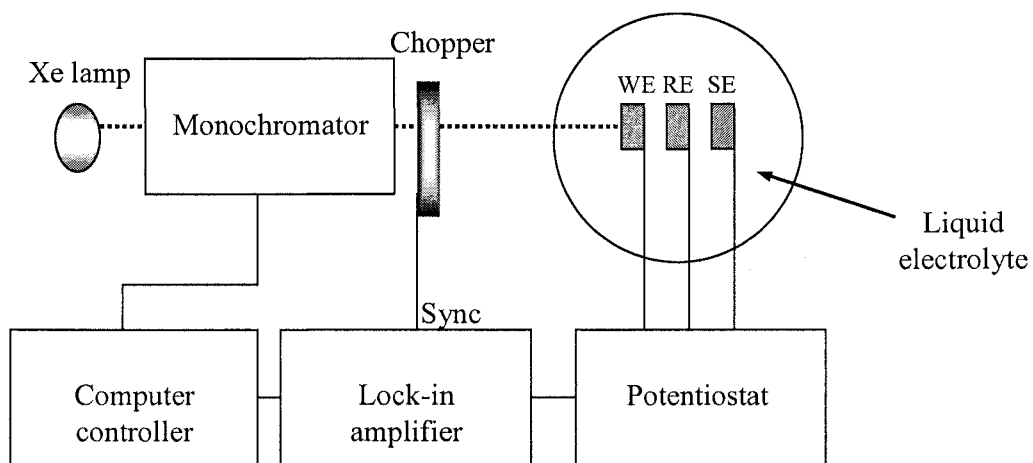 Chopper
Xe lamp
WE RE SE
Monochromator
Liquid
electrolyte
Sync
Computer
controller
Lock-in
amplifier
Potentiostat